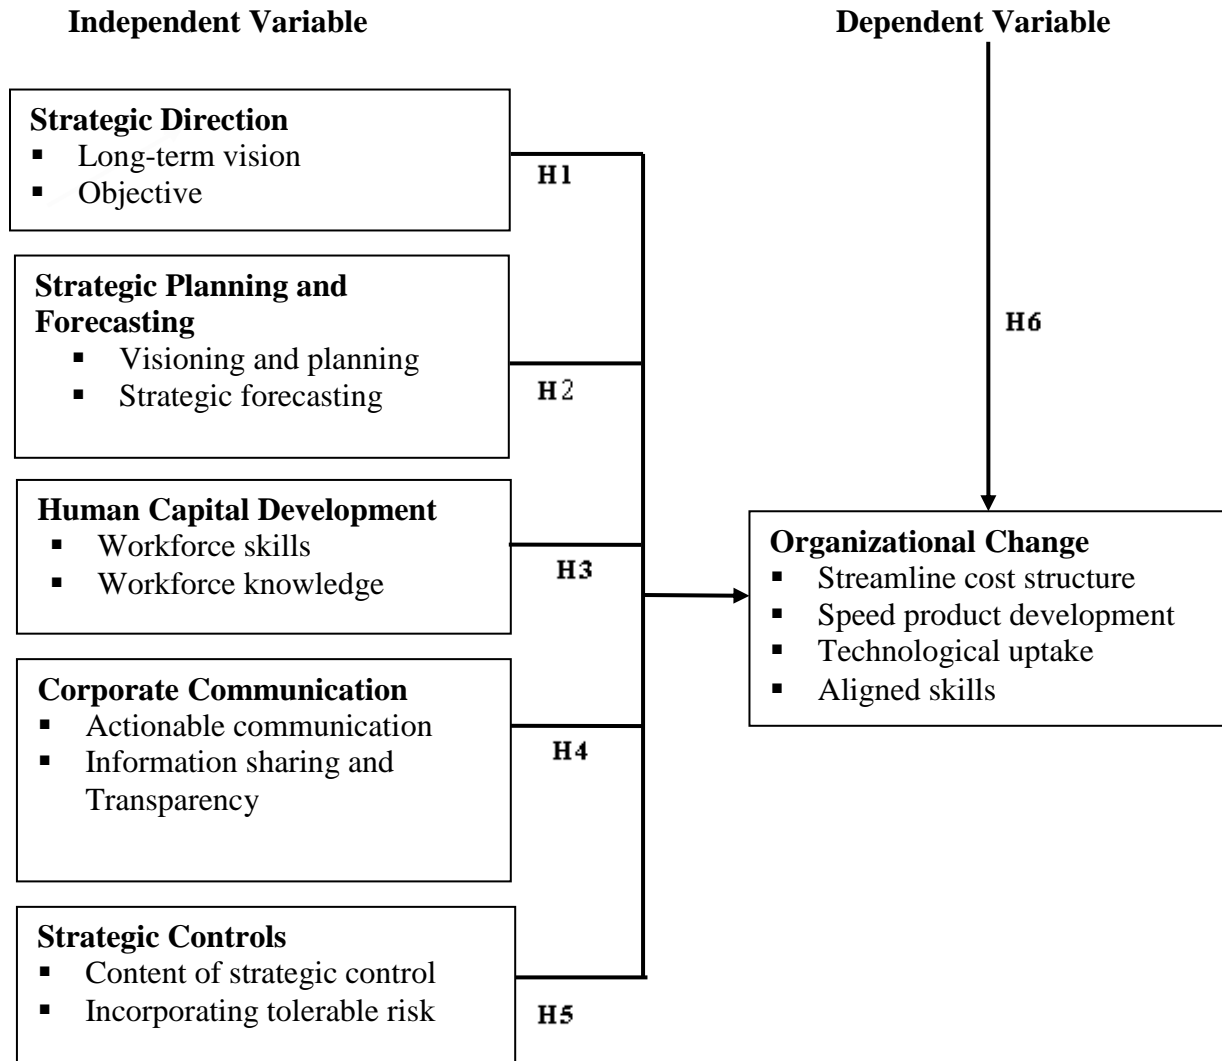 Independent Variable
Dependent Variable
Strategic Direction
▪ Long-term vision
▪ Objective
H1
Strategic Planning and
Forecasting
▪ Visioning and planning
▪ Strategic forecasting
H2
H6
Human Capital Development
▪ Workforce skills
▪ Workforce knowledge
H3
Organizational Change
▪ Streamline cost structure
▪ Speed product development
▪ Technological uptake
▪ Aligned skills
Corporate Communication
▪ Actionable communication
▪ Information sharing and
Transparency
H4
Strategic Controls
▪ Content of strategic control
▪ Incorporating tolerable risk
H5